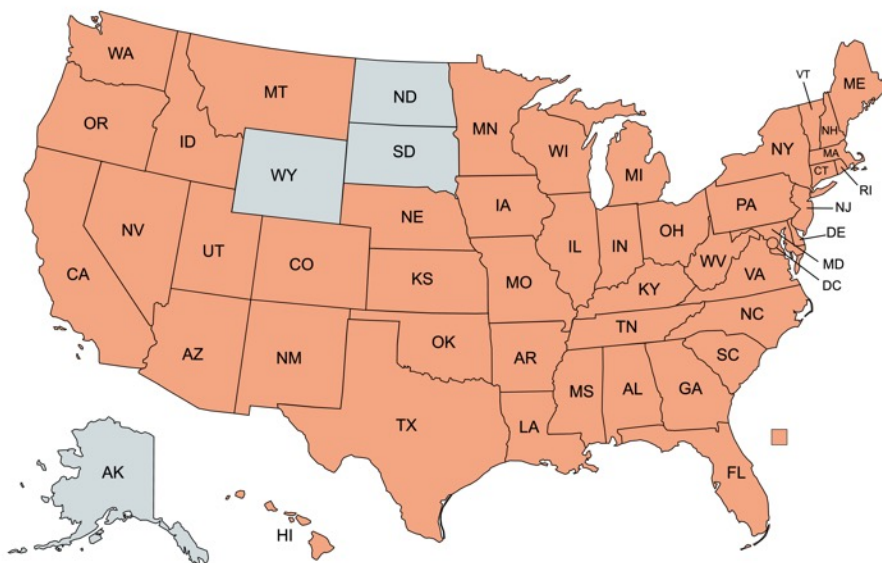 WA
MT
ND
MN
VT
ME
OR
ID
SD
WI
MI
NY
NH
MA
CT
RI
WY
NV
UT
CO
NE
IA
IL
IN
OH
PA
NJ
DE
MD
DC
CA
KS
MO
KY
WV
VA
AZ
NM
OK
AR
TN
NC
SC
TX
LA
MS
AL
GA
FL
AK
HI